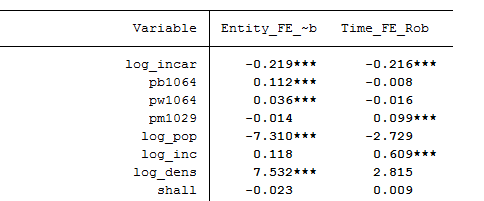 Variable Entity_FE_~b Time_FE_Rob
log_incar -0.219*** -0.216***
pb1064 0.112*** -0.008
pw1064 0.036*** -0.016
pm1029 -0.014 0.099***
log_pop -7.310*** -2.729
log_inc 0.118 0.609***
log_dens 7.532*** 2.815
shall -0.023 0.009